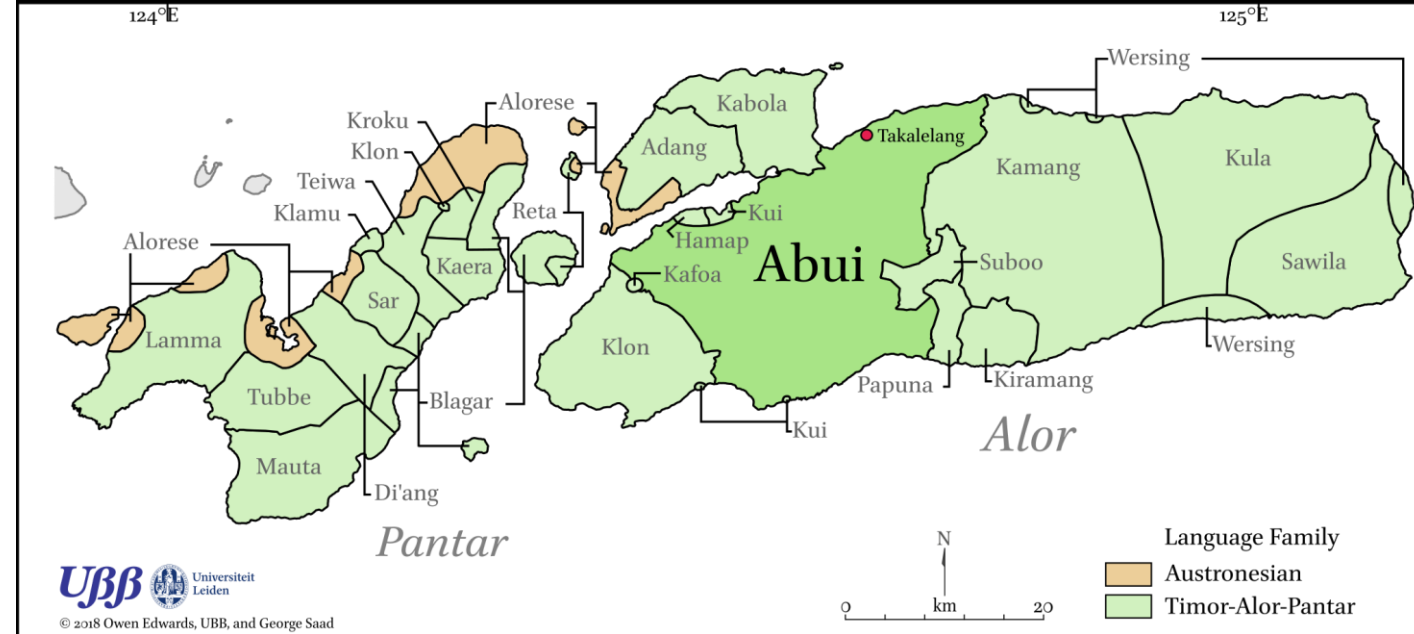 124°E
125°E
Wersing
Alorese
Kabola
Kroku
Takalelang
Klon
Adang
Kula
Kamang
Teiwa
Klamu
Reta
Kui
Alorese
Hamap
Abui
Kaera
Kafoa
Suboo
Sawila
Sar
Lamma
Klon
Wersing
Papuna
Kiramang
Tubbe
Blagar
Kui
Alor
Mauta
Di'ang
Pantar
N
km
0
20
Language Family
Austronesian
Timor-Alor-Pantar
UBB
Universiteit
Leiden
© 2018 Owen Edwards, UBB, and George Saad